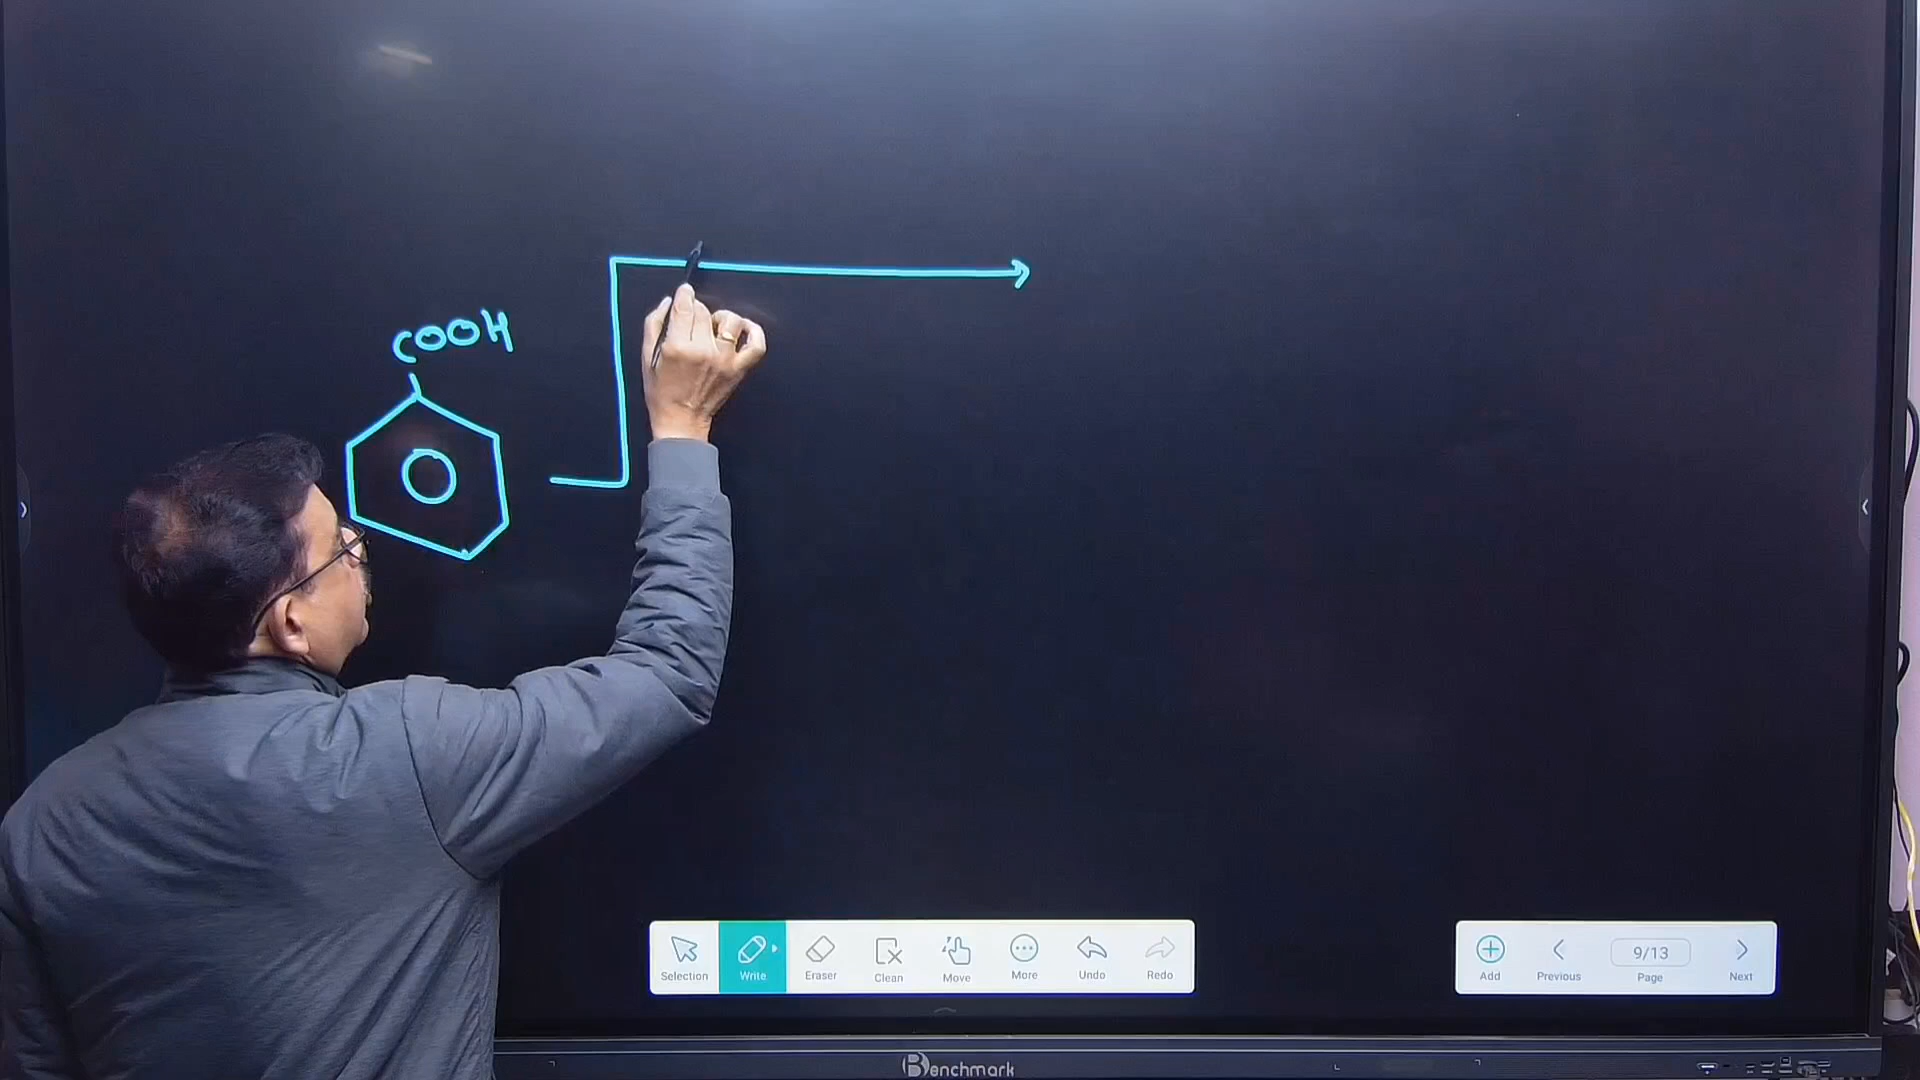 COOH
Selection
Write
Eraser
Clean
Move
More
Undo
Redo
Add
Previous
9/13
Page
Next
Benchmark